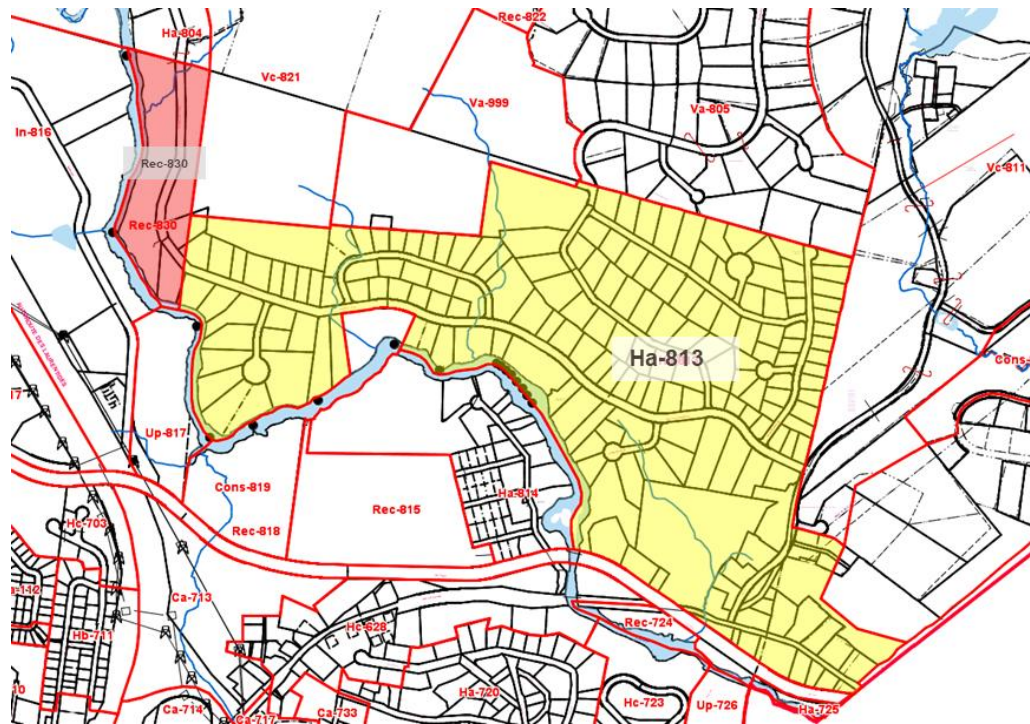 Rec-822
Ha-804
Vc-821
Va-999
Va-805
In-816
Vc-811
Rec-830
Rec-830
Ha-813
Cons-
Up-817
Cons-819
Rec-815
Ha-814
Rec-818
Hc-703
Ca-713
Hb-711
Hc-628
Rec-724
Ha-720
Hc-723
Up-726
Ha-725
Ca-714
Ca-717
Ca-733